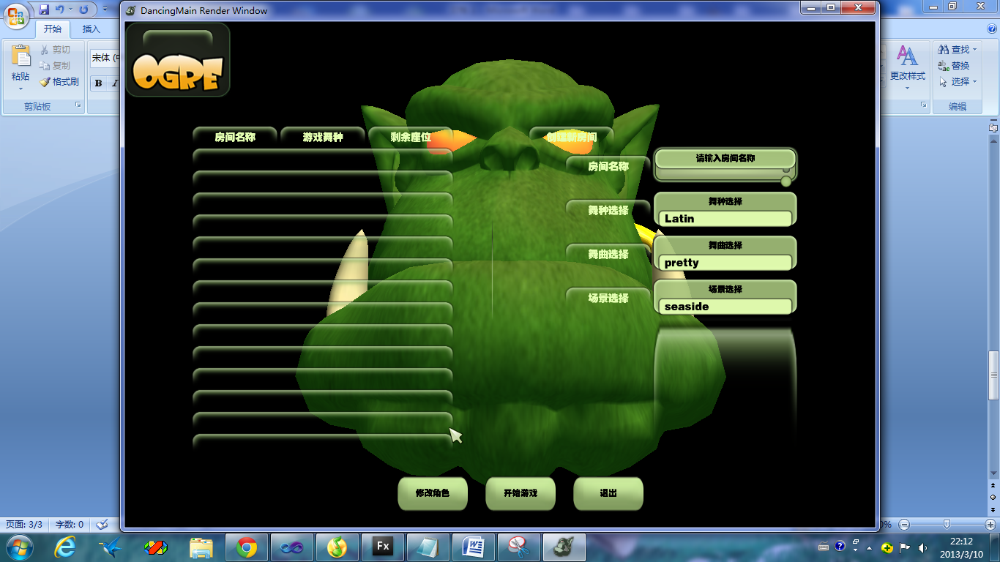 DancingMain Render Window
开始
插入
剪切
复制
格式刷
粘贴
剪贴板
宋体 (中
B
I
查找
替换
选择
更改样式
编辑
OGRE
房间名称
游戏舞种
剩余座位
创建新房间
房间名称
请输入房间名称
舞种选择
舞种选择
Latin
舞曲选择
舞曲选择
pretty
场景选择
场景选择
seaside
修改角色
开始游戏
退出
页面: 3/3
字数: 0
0%
Fx
22:12
2013/3/10